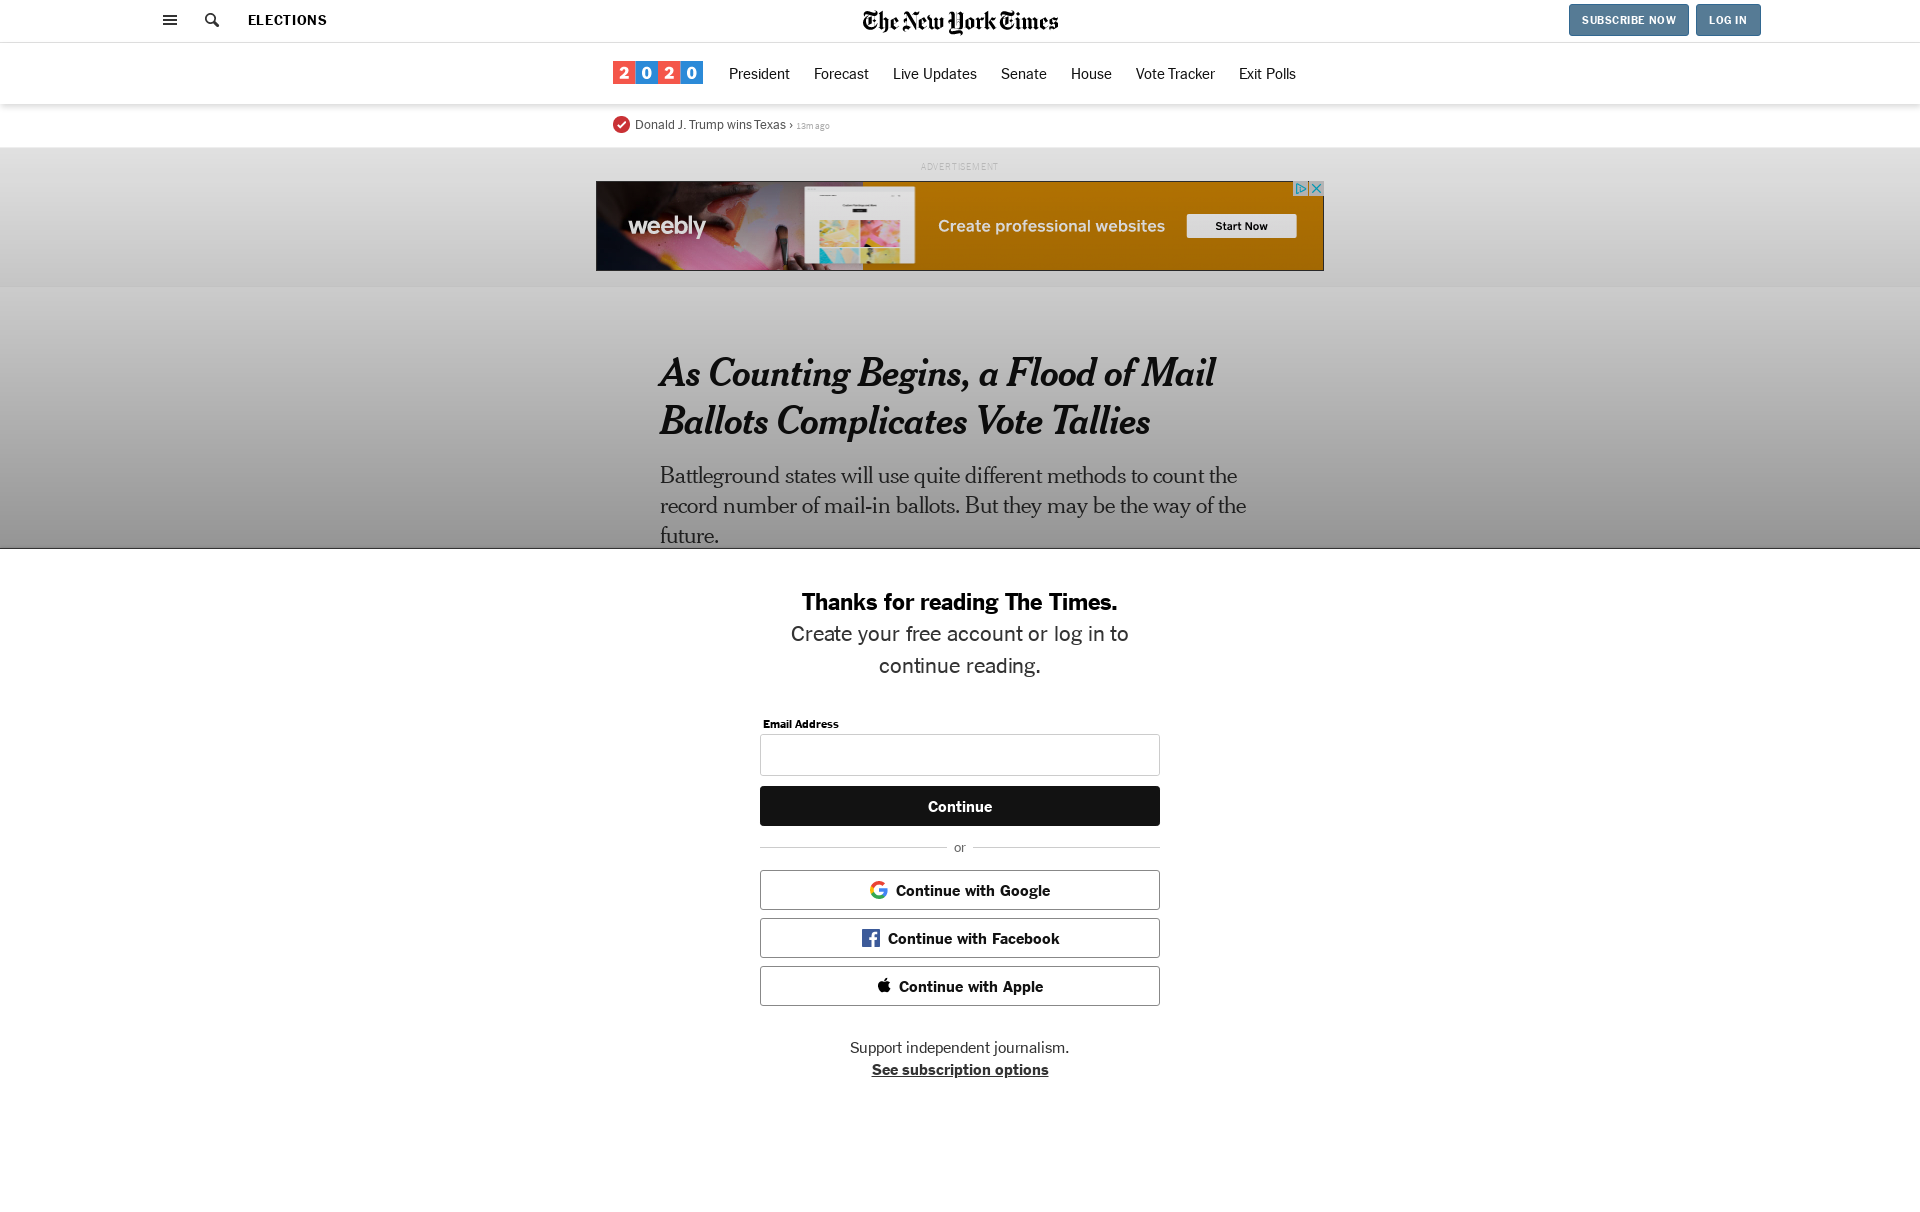 ELECTIONS
The New York Times
SUBSCRIBE NOW
LOG IN
2020
President
Forecast
Live Updates
Senate
House
Vote Tracker
Exit Polls
Donald J. Trump wins Texas › 13m ago
ADVERTISEMENT
weebly
Create professional websites
Start Now
As Counting Begins, a Flood of Mail
Ballots Complicates Vote Tallies
Battleground states will use quite different methods to count the
record number of mail-in ballots. But they may be the way of the
future.
Thanks for reading The Times.
Create your free account or log in to
continue reading.
Email Address
Continue
or
Continue with Google
Continue with Facebook
Continue with Apple
Support independent journalism.
See subscription options